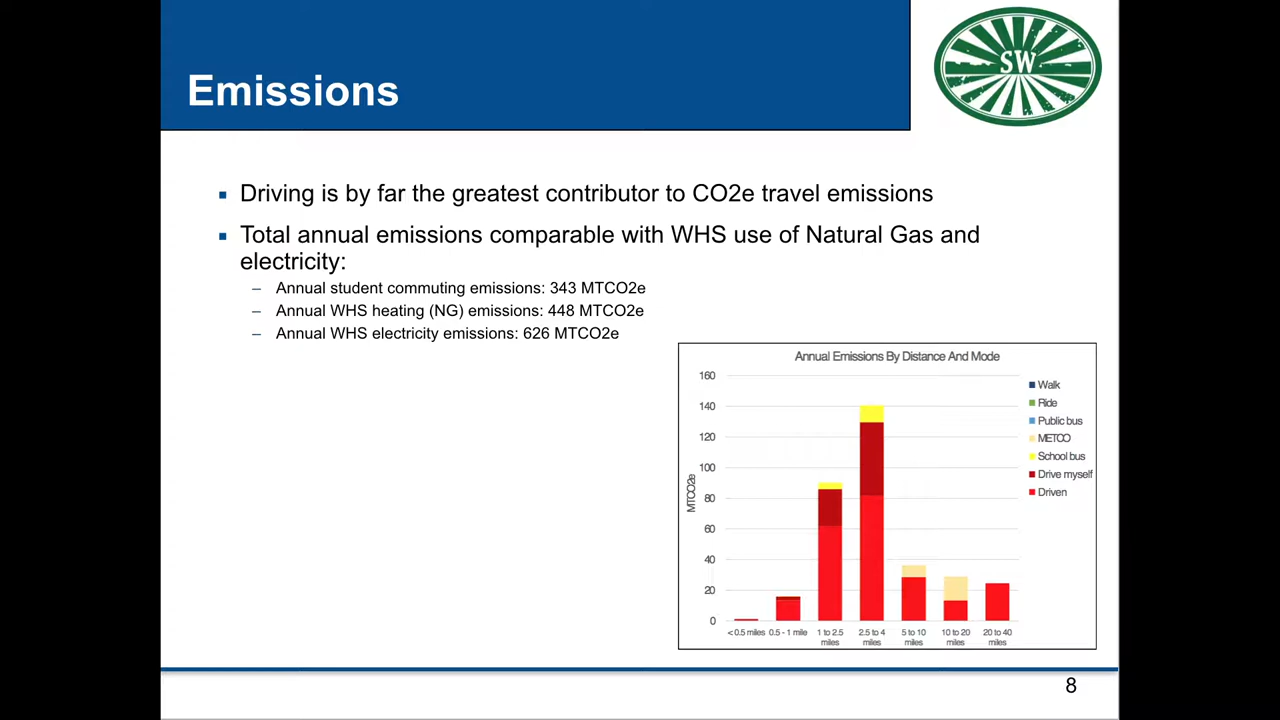 Emissions
SW
Driving is by far the greatest contributor to CO2e travel emissions
Total annual emissions comparable with WHS use of Natural Gas and
electricity:
– Annual student commuting emissions: 343 MTCO2e
– Annual WHS heating (NG) emissions: 448 MTCO2e
– Annual WHS electricity emissions: 626 MTCO2e
Annual Emissions By Distance And Mode
160
140
120
100
80
60
40
20
0
MTCO2e
< 0.5 miles 0.5 - 1 mile 1 to 2.5 2.5 to 4 5 to 10 10 to 20 20 to 40
miles miles miles miles miles
Walk
Ride
Public bus
METCO
School bus
Drive myself
Driven
8